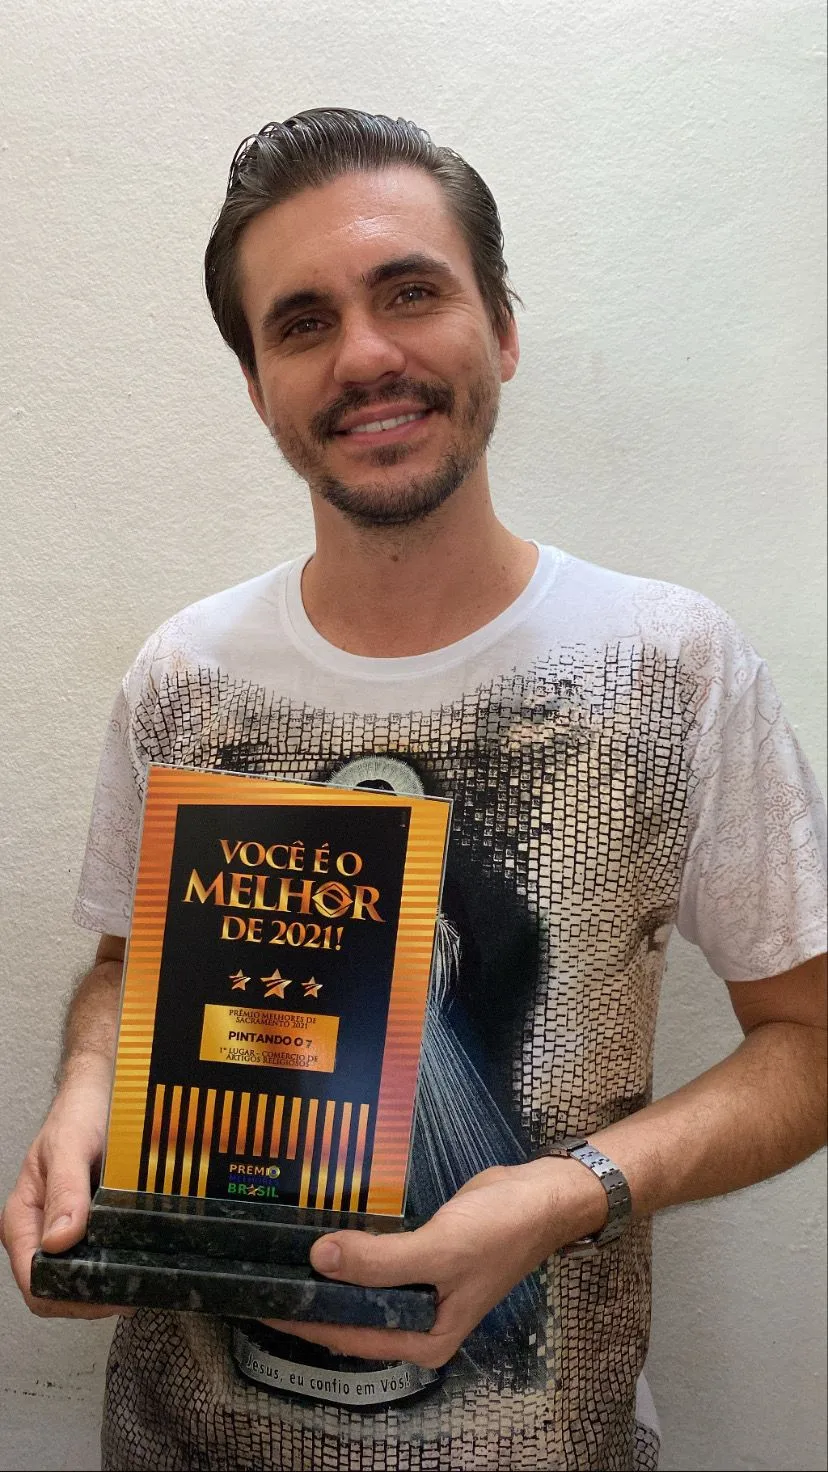 VOCÊ É O
MELHOR
DE 2021!
PRÊMIO MELHORES DE
SACRAMENTO 2021
PINTANDO O 7
1º LUGAR - COMÉRCIO DE
ARTIGOS RELIGIOSOS
PRÊMIO
MELHORES
BRASIL
Jesus, eu confio em Vós!